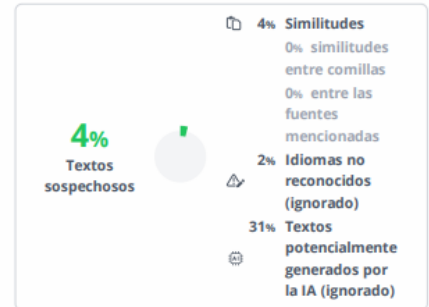 4%
Textos
sospechosos
4% Similitudes
0% similitudes
entre comillas
0% entre las
fuentes
mencionadas
2% Idiomas no
reconocidos
(ignorado)
31% Textos
potencialmente
generados por
la IA (ignorado)
AI